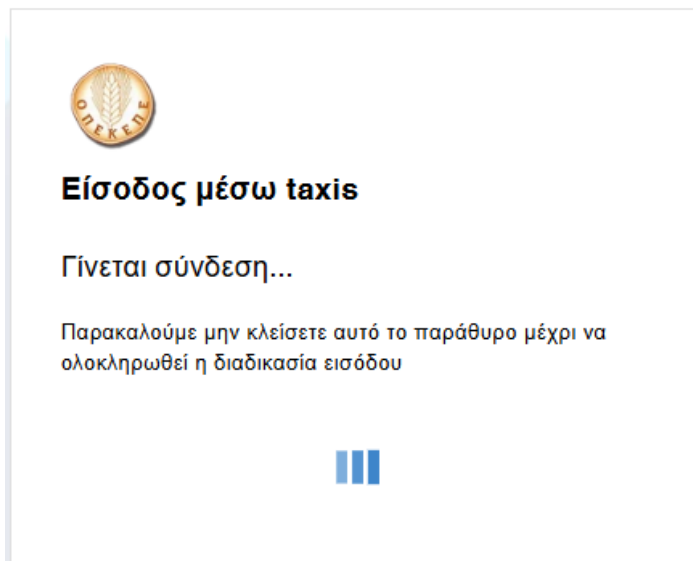 ΟΠΕΚΕΠΕ
Είσοδος μέσω taxis
Γίνεται σύνδεση...
Παρακαλούμε μην κλείσετε αυτό το παράθυρο μέχρι να
ολοκληρωθεί η διαδικασία εισόδου